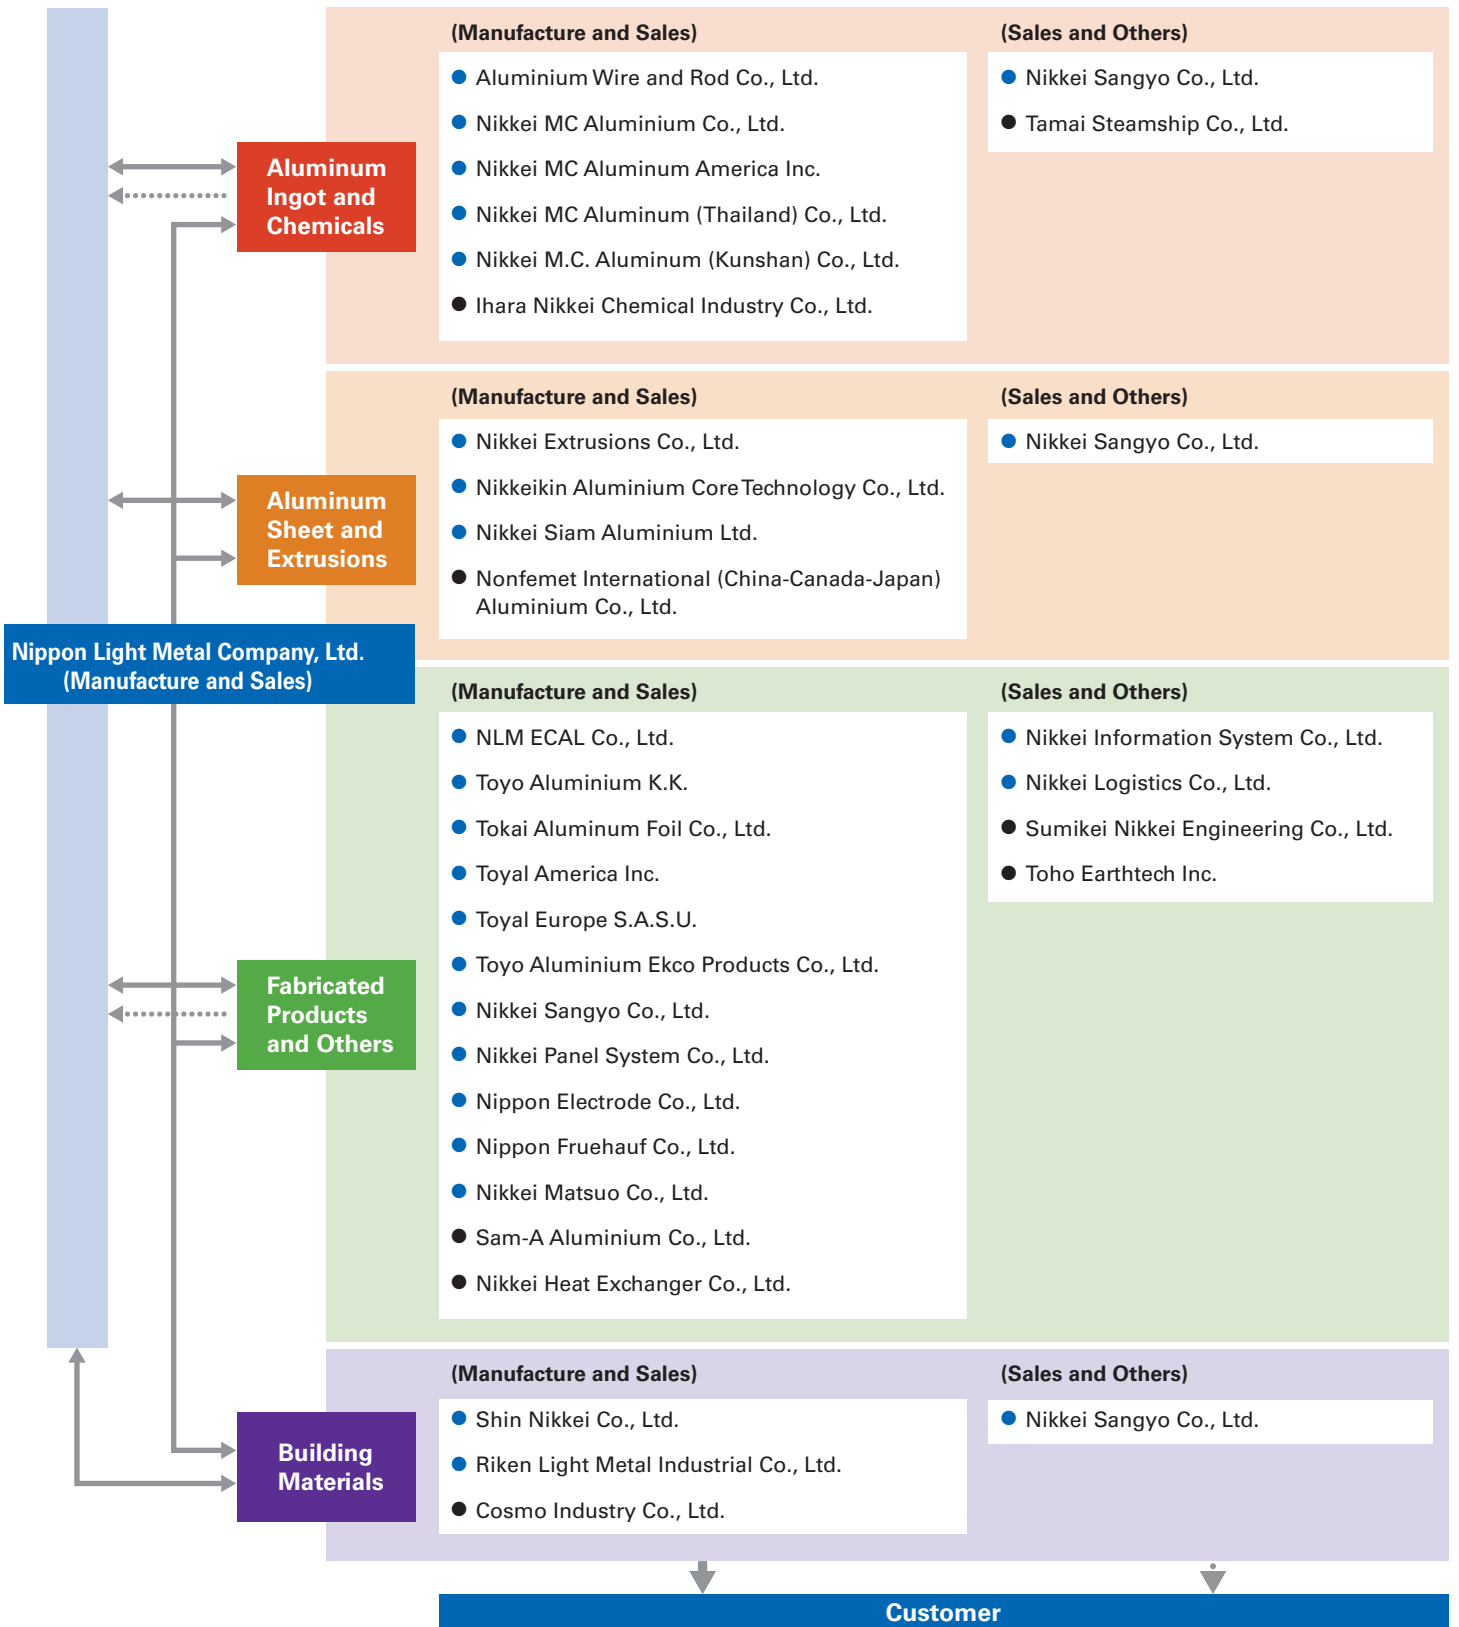 (Manufacture and Sales)
● Aluminium Wire and Rod Co., Ltd.
● Nikkei MC Aluminium Co., Ltd.
● Nikkei MC Aluminum America Inc.
● Nikkei MC Aluminum (Thailand) Co., Ltd.
● Nikkei M.C. Aluminum (Kunshan) Co., Ltd.
● Ihara Nikkei Chemical Industry Co., Ltd.
(Sales and Others)
● Nikkei Sangyo Co., Ltd.
● Tamai Steamship Co., Ltd.
Aluminum
Ingot and
Chemicals
(Manufacture and Sales)
● Nikkei Extrusions Co., Ltd.
● Nikkeikin Aluminium Core Technology Co., Ltd.
● Nikkei Siam Aluminium Ltd.
● Nonfemet International (China-Canada-Japan)
Aluminium Co., Ltd.
(Sales and Others)
● Nikkei Sangyo Co., Ltd.
Aluminum
Sheet and
Extrusions
Nippon Light Metal Company, Ltd.
(Manufacture and Sales)
(Manufacture and Sales)
● NLM ECAL Co., Ltd.
● Toyo Aluminium K.K.
● Tokai Aluminum Foil Co., Ltd.
● Toyal America Inc.
● Toyal Europe S.A.S.U.
● Toyo Aluminium Ekco Products Co., Ltd.
● Nikkei Sangyo Co., Ltd.
● Nikkei Panel System Co., Ltd.
● Nippon Electrode Co., Ltd.
● Nippon Fruehauf Co., Ltd.
● Nikkei Matsuo Co., Ltd.
● Sam-A Aluminium Co., Ltd.
● Nikkei Heat Exchanger Co., Ltd.
(Sales and Others)
● Nikkei Information System Co., Ltd.
● Nikkei Logistics Co., Ltd.
● Sumikei Nikkei Engineering Co., Ltd.
● Toho Earthtech Inc.
Fabricated
Products
and Others
(Manufacture and Sales)
● Shin Nikkei Co., Ltd.
● Riken Light Metal Industrial Co., Ltd.
● Cosmo Industry Co., Ltd.
(Sales and Others)
● Nikkei Sangyo Co., Ltd.
Building
Materials
Customer